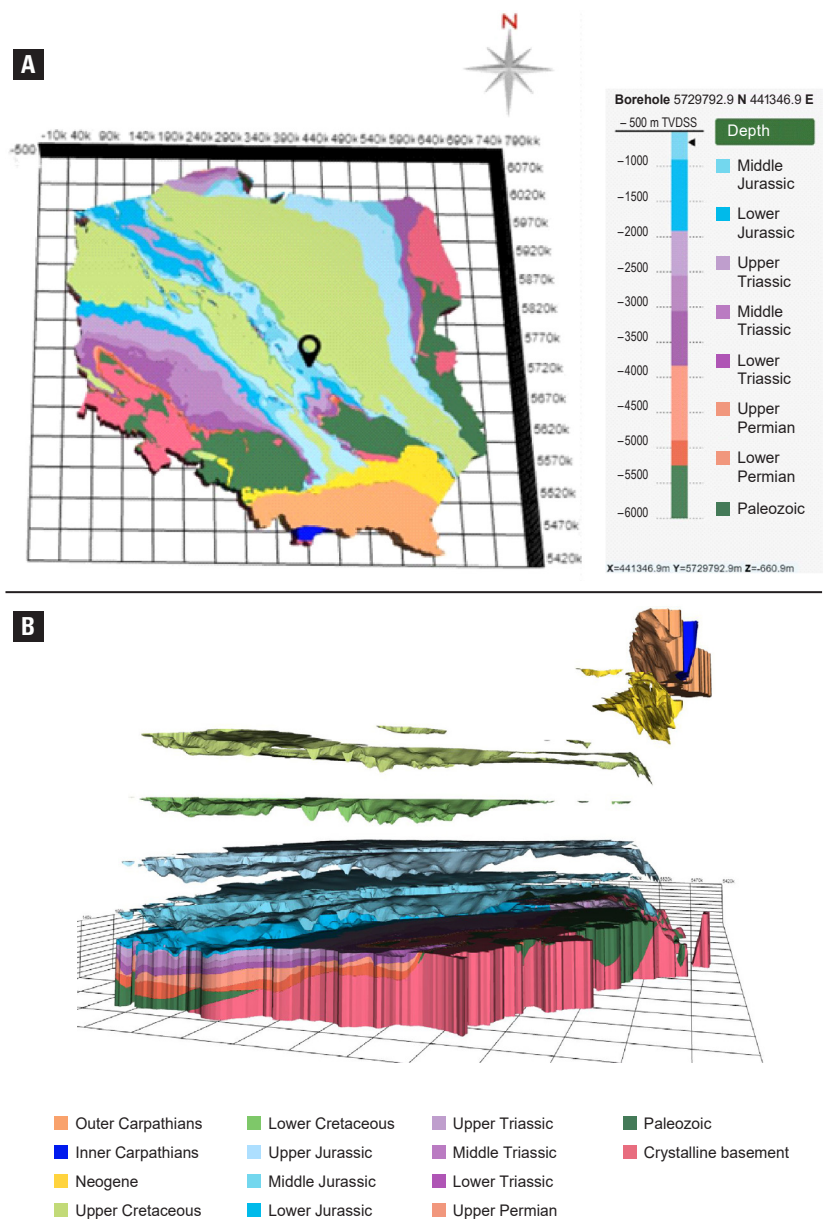 N
A
-10k 40k 90k 140k 190k 240k 290k 340k 390k 440k 490k 540k 590k 640k 690k 740k 790kk
-500
6070k
6020k
5970k
5920k
5870k
5820k
5770k
5720k
5670k
5620k
5570k
5520k
5470k
5420k
Borehole 5729792.9 N 441346.9 E
– 500 m TVDSS
–1000
–1500
–2000
–2500
–3000
–3500
–4000
–4500
–5000
–5500
–6000
Depth
Middle
Jurassic
Lower
Jurassic
Upper
Triassic
Middle
Triassic
Lower
Triassic
Upper
Permian
Lower
Permian
Paleozoic
X=441346.9m Y=5729792.9m Z=-660.9m
B
5520k 5470k 5420k
Outer Carpathians
Inner Carpathians
Neogene
Upper Cretaceous
Lower Cretaceous
Upper Jurassic
Middle Jurassic
Lower Jurassic
Upper Triassic
Middle Triassic
Lower Triassic
Upper Permian
Paleozoic
Crystalline basement